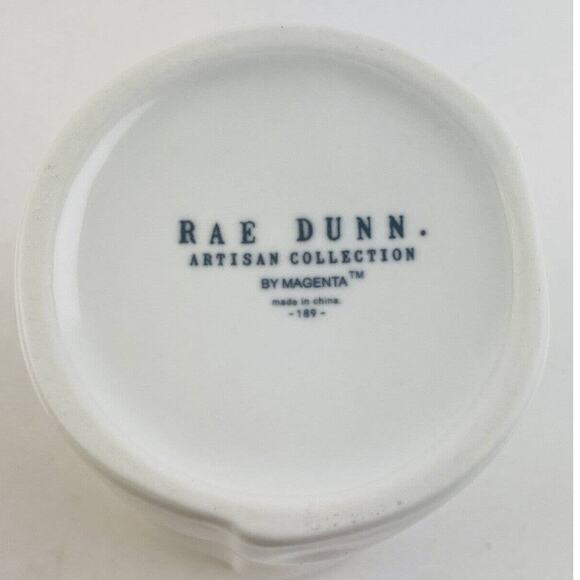 RAE DUNN.
ARTISAN COLLECTION
BY MAGENTA™
made in china.
-189-